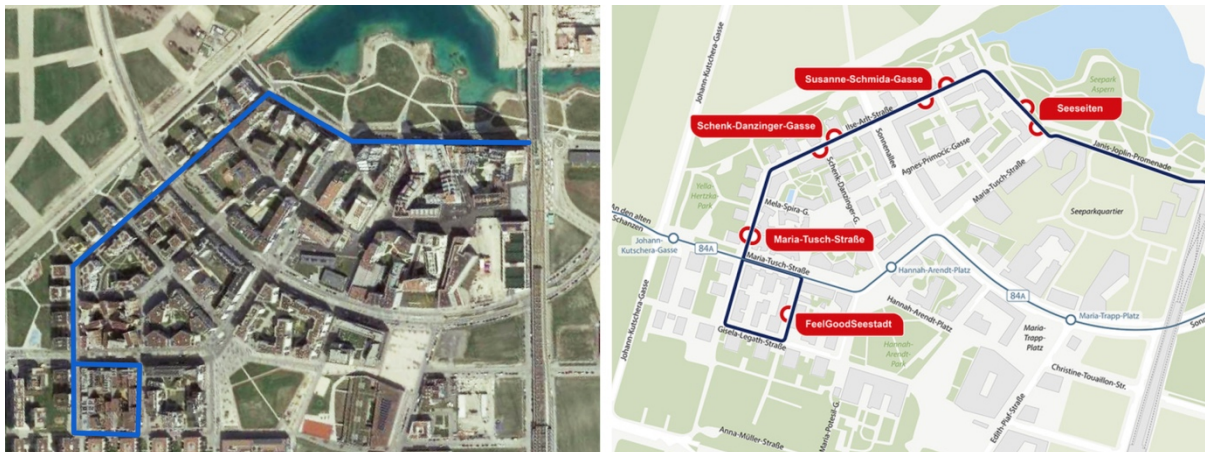 Johann-Kutschera-Gasse
Susanne-Schmida-Gasse
Seepark
Aspern
Seeseiten
Schenk-Danzinger-Gasse
Ilse-Arlt-Straße
Sonnenallee
Agnes-Primocic-Gasse
Janis-Joplin-Promenade
Maria-Tusch-Straße
Schenk-Danzinger-G.
Yella-
Hertzka-
Park
Mela-Spira-G.
Seeparkquartier
An den alten
Schanzen
Johann-
Kutschera-Gasse
84A
Maria-Tusch-Straße
Maria-Tusch-Straße
Hannah-Arendt-Platz
84A
Johann-Kutschera-Gasse
Hannah-Arendt-Platz
Maria-Trapp-Platz
FeelGoodSeestadt
Gisela-Legath-Straße
Hannah-
Arendt-
Park
Maria-
Trapp-
Platz
Christine-Touaillon-Str.
Maria-Potesil-G.
Edith-Piaf-Straße
Anna-Müller-Straße